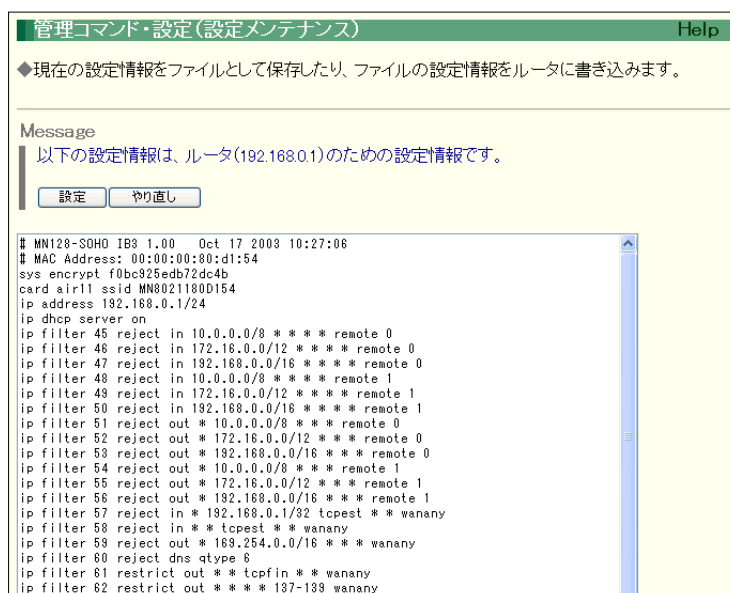 管理コマンド・設定(設定メンテナンス)
Help
◆現在の設定情報をファイルとして保存したり、ファイルの設定情報をルータに書き込みます。
Message
以下の設定情報は、ルータ(192.168.0.1)のための設定情報です。
設定 やり直し
# MN128-SOHO IB3 1.00   Oct 17 2003 10:27:06
# MAC Address: 00:00:00:80:d1:54
sys encrypt f0bc925edb72dc4b
card air11 ssid MN8021180D154
ip address 192.168.0.1/24
ip dhcp server on
ip filter 45 reject in 10.0.0.0/8 * * * * remote 0
ip filter 46 reject in 172.16.0.0/12 * * * * remote 0
ip filter 47 reject in 192.168.0.0/16 * * * * remote 0
ip filter 48 reject in 10.0.0.0/8 * * * * remote 1
ip filter 49 reject in 172.16.0.0/12 * * * * remote 1
ip filter 50 reject in 192.168.0.0/16 * * * * remote 1
ip filter 51 reject out * 10.0.0.0/8 * * * remote 0
ip filter 52 reject out * 172.16.0.0/12 * * * remote 0
ip filter 53 reject out * 192.168.0.0/16 * * * remote 0
ip filter 54 reject out * 10.0.0.0/8 * * * remote 1
ip filter 55 reject out * 172.16.0.0/12 * * * remote 1
ip filter 56 reject out * 192.168.0.0/16 * * * remote 1
ip filter 57 reject in * 192.168.0.1/32 tcpest * * wanany
ip filter 58 reject in * * tcpest * * wanany
ip filter 59 reject out * 169.254.0.0/16 * * * wanany
ip filter 60 reject dns qtype 6
ip filter 61 restrict out * * tcpfin * * wanany
ip filter 62 restrict out * * * * 137-139 wanany